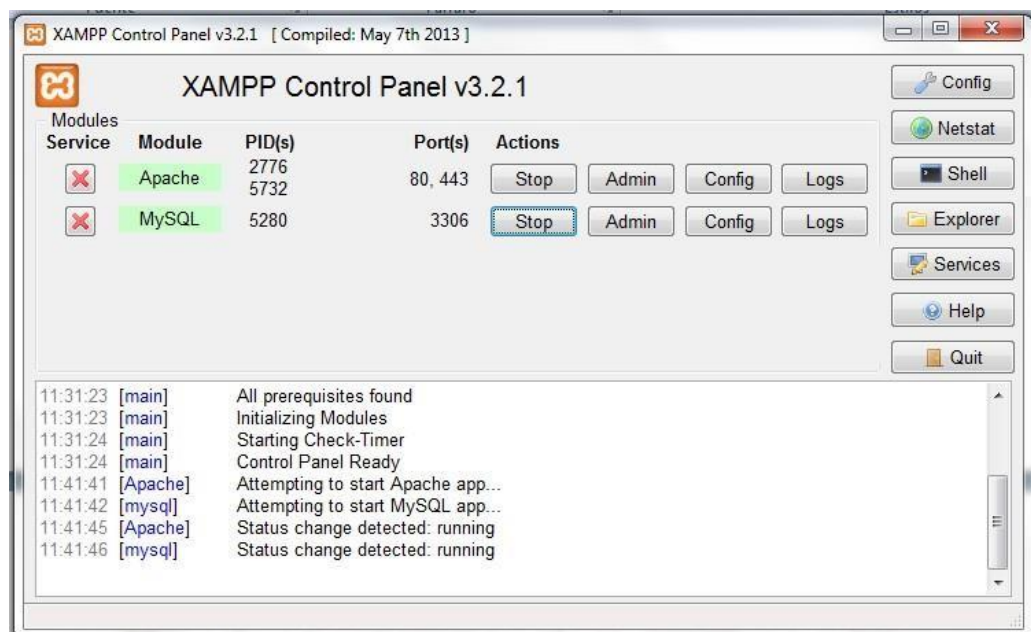 XAMPP Control Panel v3.2.1 [ Compiled: May 7th 2013 ]
XAMPP Control Panel v3.2.1
Config
Modules
Netstat
Service Module PID(s) Port(s) Actions
Apache 2776 5732 80, 443 Stop Admin Config Logs
Shell
MySQL 5280 3306 Stop Admin Config Logs
Explorer
Services
Help
Quit
11:31:23 [main] All prerequisites found
11:31:23 [main] Initializing Modules
11:31:24 [main] Starting Check-Timer
11:31:24 [main] Control Panel Ready
11:41:41 [Apache] Attempting to start Apache app...
11:41:42 [mysql] Attempting to start MySQL app...
11:41:45 [Apache] Status change detected: running
11:41:46 [mysql] Status change detected: running